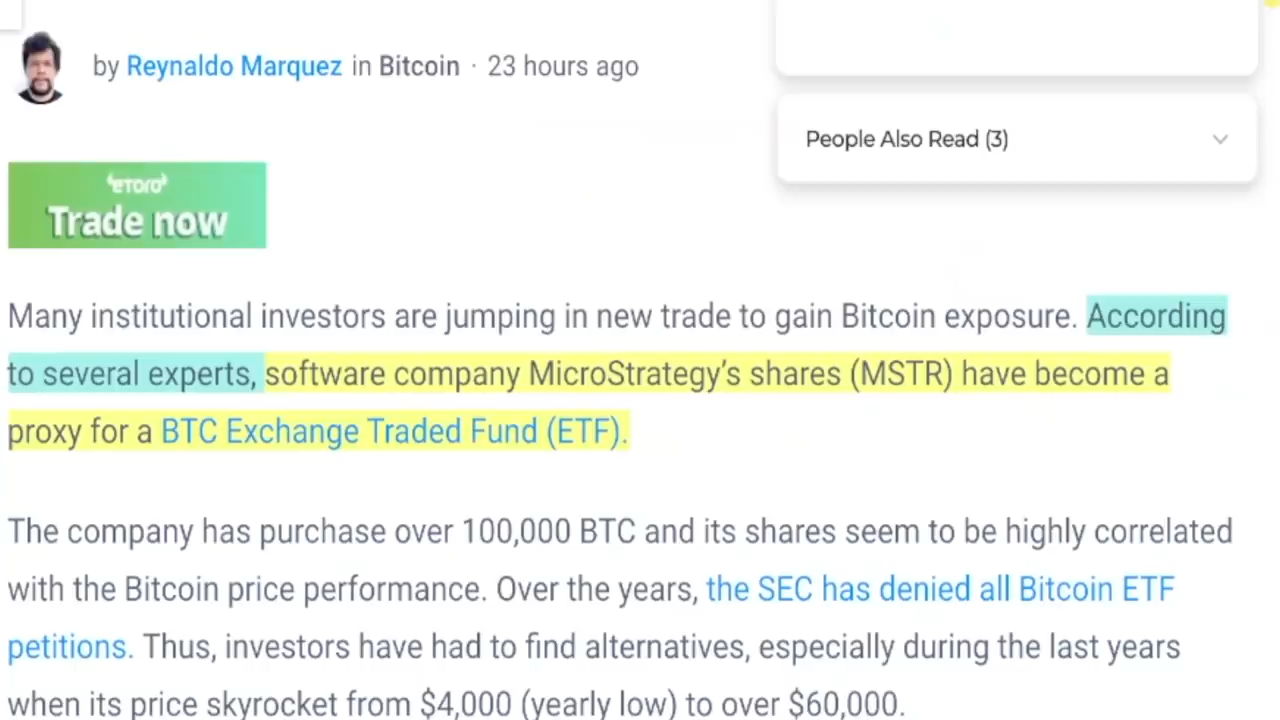 by Reynaldo Marquez in Bitcoin · 23 hours ago
People Also Read (3)
eToro
Trade now
Many institutional investors are jumping in new trade to gain Bitcoin exposure. According
to several experts, software company MicroStrategy’s shares (MSTR) have become a
proxy for a BTC Exchange Traded Fund (ETF).
The company has purchase over 100,000 BTC and its shares seem to be highly correlated
with the Bitcoin price performance. Over the years, the SEC has denied all Bitcoin ETF
petitions. Thus, investors have had to find alternatives, especially during the last years
when its price skyrocket from $4,000 (yearly low) to over $60,000.